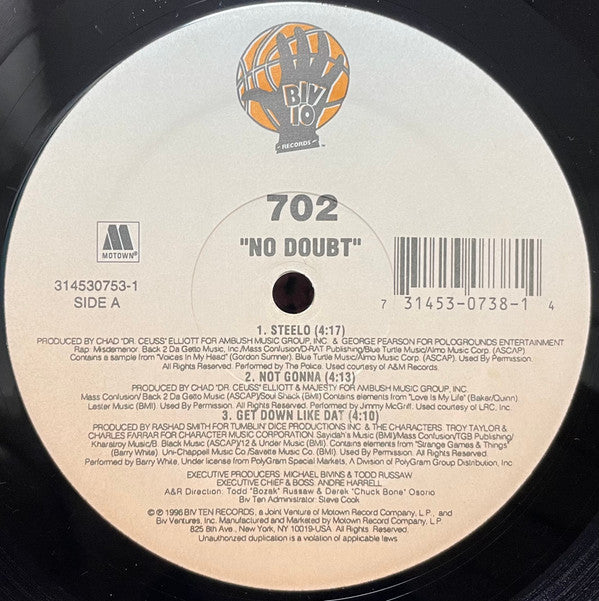 BIV
10
RECORDS
TM
702
"NO DOUBT"
M
MOTOWN®
314530753-1
SIDE A
7 31453-0738-1 4
1. STEELO (4:17)
PRODUCED BY CHAD "DR. CEUSS" ELLIOTT FOR AMBUSH MUSIC GROUP, INC. & GEORGE PEARSON FOR POLOGROUNDS ENTERTAINMENT
Rap: Misdemenor. Back 2 Da Getto Music, Inc./Mass Confusion/D-RAT Publishing/Blue Turtle Music/Almo Music Corp. (ASCAP)
Contains a sample from "Voices In My Head" (Gordon Sumner). Blue Turtle Music/Almo Music Corp. (ASCAP). Used By Permission.
All Rights Reserved. Performed by The Police. Used courtesy of A&M Records.
2. NOT GONNA (4:13)
PRODUCED BY CHAD "DR. CEUSS" ELLIOTT & MAJESTY FOR AMBUSH MUSIC GROUP, INC.
Mass Confusion/ Back 2 Da Getto Music (ASCAP)/Soul Shack (BMI) Contains elements from "Love Is My Life" (Baker/Quinn)
Lester Music (BMI). Used By Permission. All Rights Reserved. Performed by Jimmy McGriff. Used courtesy of LRC, Inc.
3. GET DOWN LIKE DAT (4:10)
PRODUCED BY RASHAD SMITH FOR TUMBLIN' DICE PRODUCTIONS INC & THE CHARACTERS, TROY TAYLOR &
CHARLES FARRAR FOR CHARACTER MUSIC CORPORATION. Sayidah's Music (BMI)/Mass Confusion/TGB Publishing/
Kharatroy Music(ASCAP)/12 & Under Music (BMI). Contains elements from "Strange Games & Things"
(Barry White). Uni-Chappell Music Co./Savette Music Co. (BMI). Used By Permission. All Rights Reserved.
Performed by Barry White, Under license from PolyGram Special Markets, A Division of PolyGram Group Distribution, Inc.
EXECUTIVE PRODUCERS: MICHAEL BIVINS & TODD RUSSAW
EXECUTIVE CHIEF & BOSS: ANDRE HARRELL
A&R Direction: Todd "Bozak" Russaw & Derek "Chuck Bone" Osorio
Biv Ten Administrator: Steve Cook
© ℗ 1996 BIV TEN RECORDS, a Joint Venture of Motown Record Company, L.P., and
Biv Ventures, Inc. Manufactured and Marketed by Motown Record Company, L.P.
825 8th Ave., New York, NY 10019-USA. All Rights Reserved.
Unauthorized duplication is a violation of applicable laws.